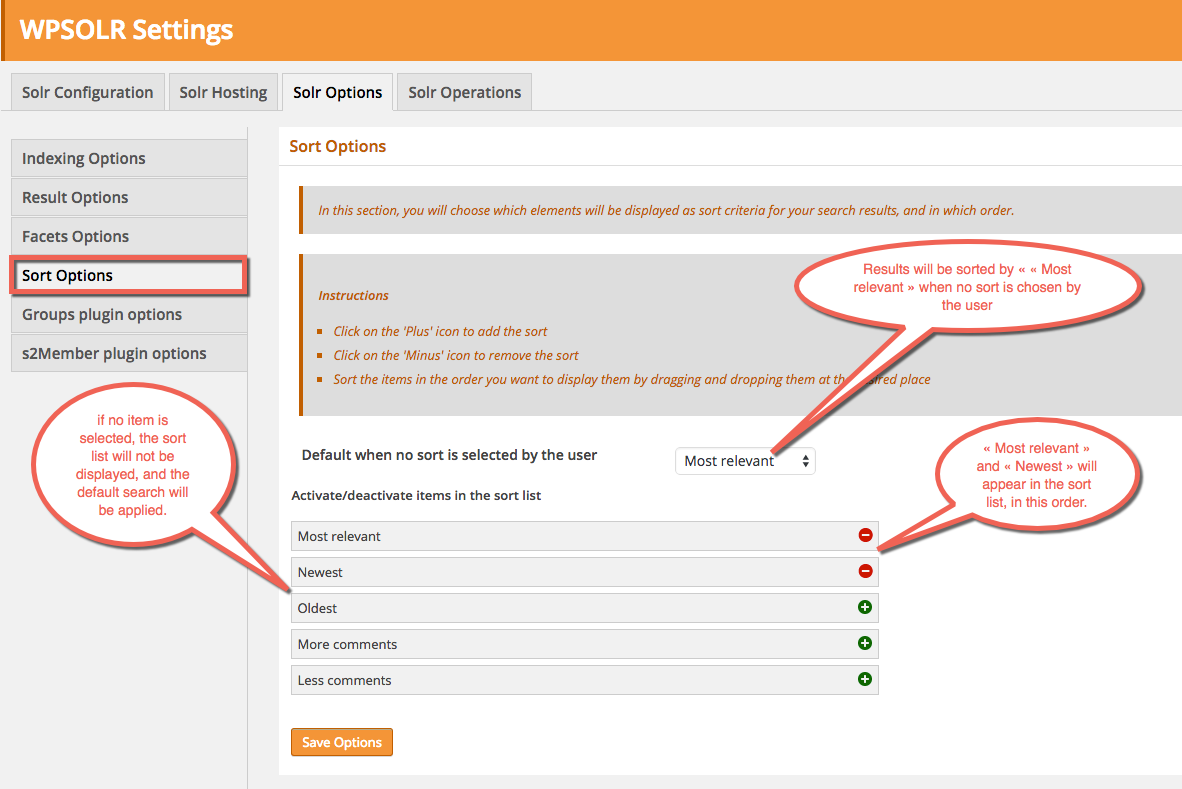 WPSOLR Settings
Solr Configuration
Solr Hosting
Solr Options
Solr Operations
Indexing Options
Result Options
Facets Options
Sort Options
Groups plugin options
s2Member plugin options
Sort Options
In this section, you will choose which elements will be displayed as sort criteria for your search results, and in which order.
Instructions
Click on the 'Plus' icon to add the sort
Click on the 'Minus' icon to remove the sort
Sort the items in the order you want to display them by dragging and dropping them at th ired place
Results will be sorted by « « Most
relevant » when no sort is chosen by
the user
if no item is
selected, the sort
list will not be
displayed, and the
default search will
be applied.
Default when no sort is selected by the user
Most relevant
« Most relevant »
and « Newest » will
appear in the sort
list, in this order.
Activate/deactivate items in the sort list
Most relevant
Newest
Oldest
More comments
Less comments
Save Options